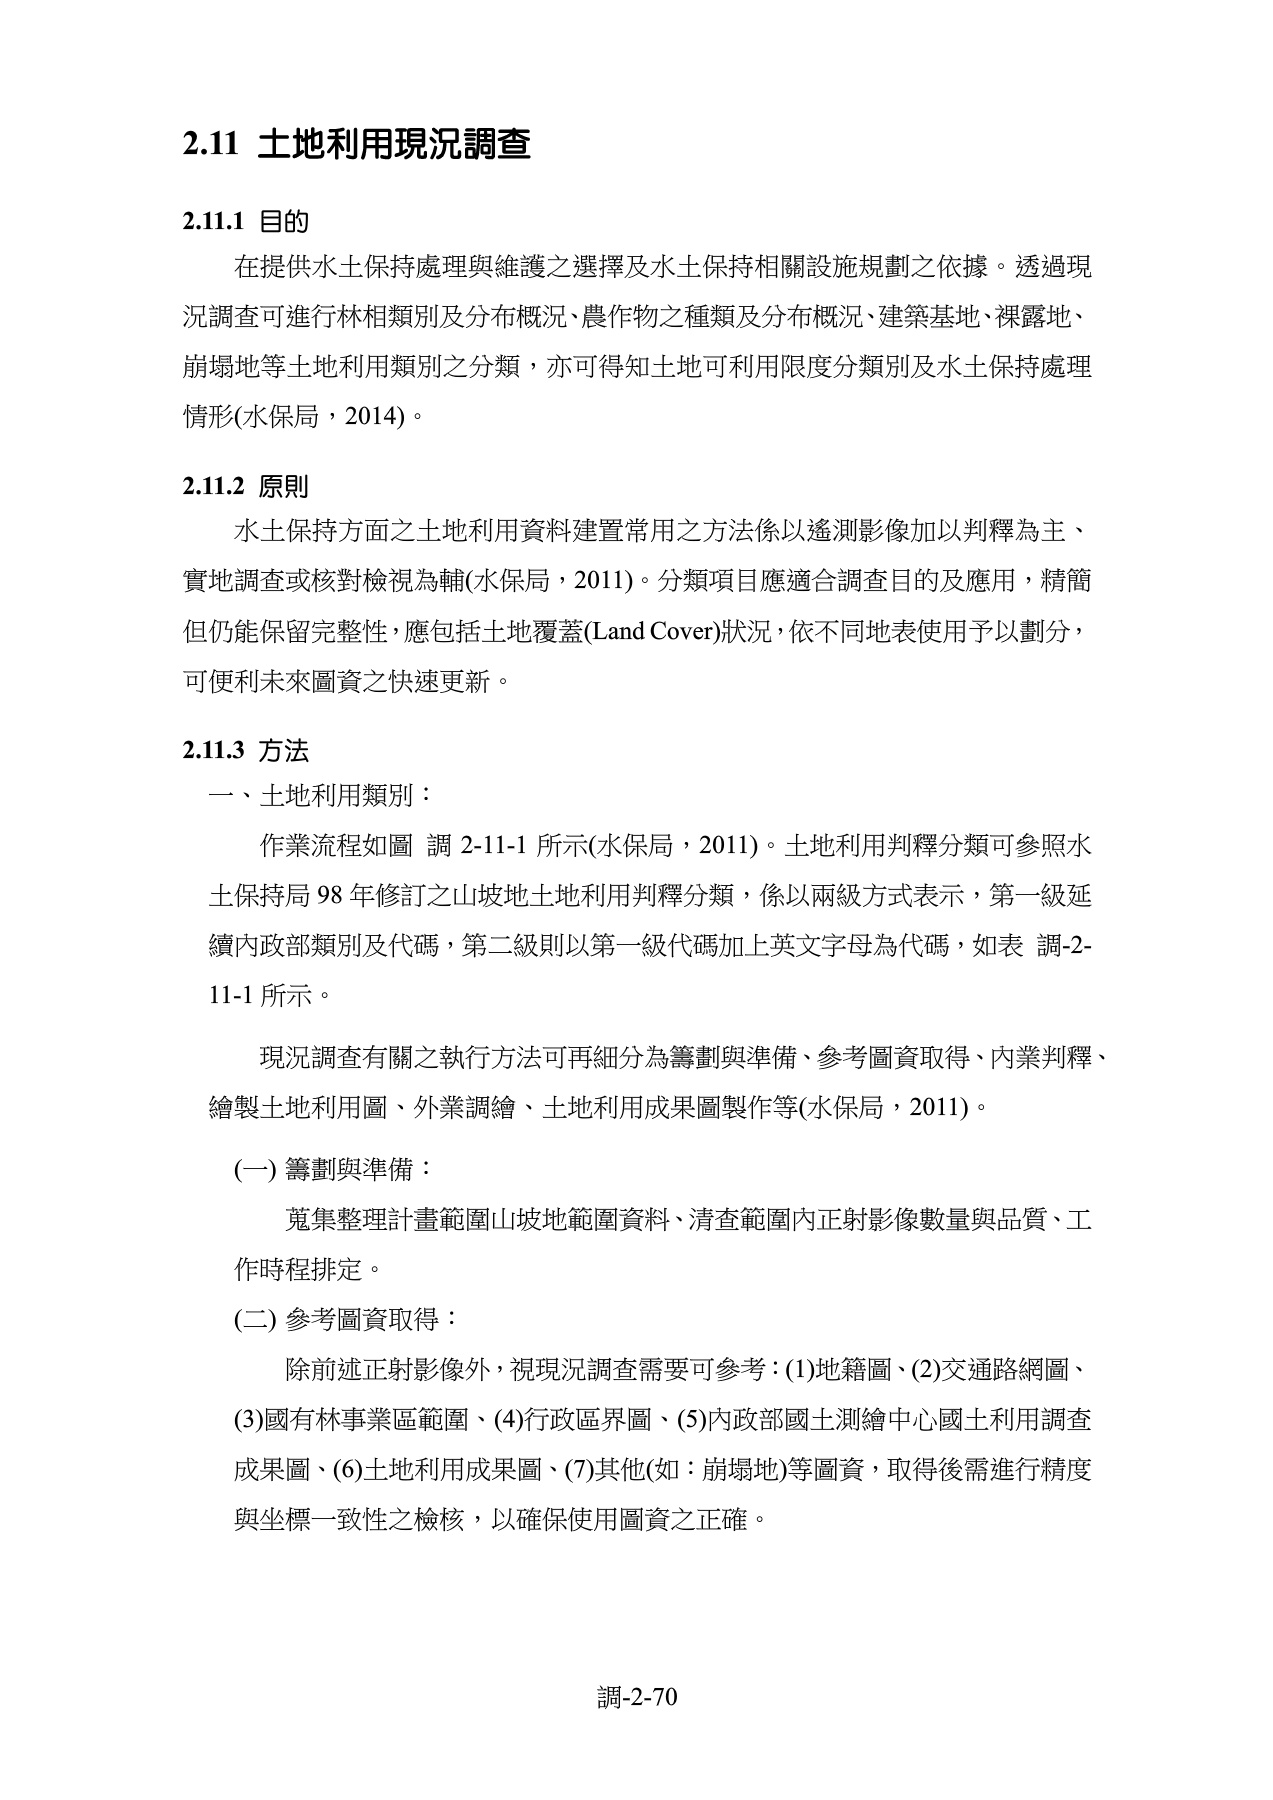 2.11 土地利用現況調查
2.11.1 目的
在提供水土保持處理與維護之選擇及水土保持相關設施規劃之依據。透過現
況調查可進行林相類別及分布概況、農作物之種類及分布概況、建築基地、裸露地、
崩塌地等土地利用類別之分類，亦可得知土地可利用限度分類別及水土保持處理
情形(水保局，2014)。
2.11.2 原則
水土保持方面之土地利用資料建置常用之方法係以遙測影像加以判釋為主、
實地調查或核對檢視為輔(水保局，2011)。分類項目應適合調查目的及應用，精簡
但仍能保留完整性，應包括土地覆蓋(Land Cover)狀況，依不同地表使用予以劃分，
可便利未來圖資之快速更新。
2.11.3 方法
一、土地利用類別：
作業流程如圖 調 2-11-1 所示(水保局，2011)。土地利用判釋分類可參照水
土保持局 98 年修訂之山坡地土地利用判釋分類，係以兩級方式表示，第一級延
續內政部類別及代碼，第二級則以第一級代碼加上英文字母為代碼，如表 調-2-
11-1 所示。
現況調查有關之執行方法可再細分為籌劃與準備、參考圖資取得、內業判釋、
繪製土地利用圖、外業調繪、土地利用成果圖製作等(水保局，2011)。
(一) 籌劃與準備：
蒐集整理計畫範圍山坡地範圍資料、清查範圍內正射影像數量與品質、工
作時程排定。
(二) 參考圖資取得：
除前述正射影像外，視現況調查需要可參考：(1)地籍圖、(2)交通路網圖、
(3)國有林事業區範圍、(4)行政區界圖、(5)內政部國土測繪中心國土利用調查
成果圖、(6)土地利用成果圖、(7)其他(如：崩塌地)等圖資，取得後需進行精度
與坐標一致性之檢核，以確保使用圖資之正確。
調-2-70